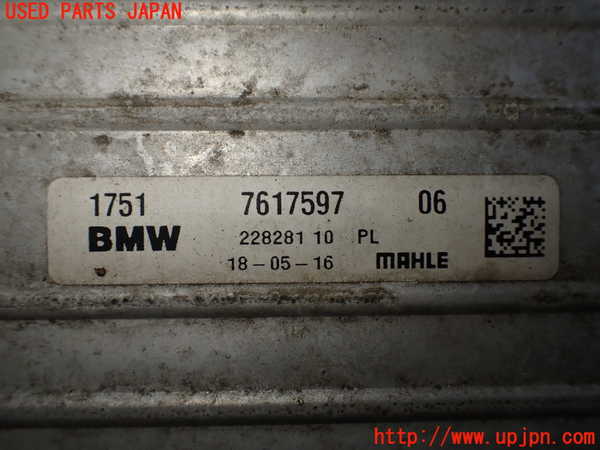 USED PARTS JAPAN
1751 7617597 06
BMW 228281 10 PL
18-05-16 MAHLE
http://www.upjpn.com